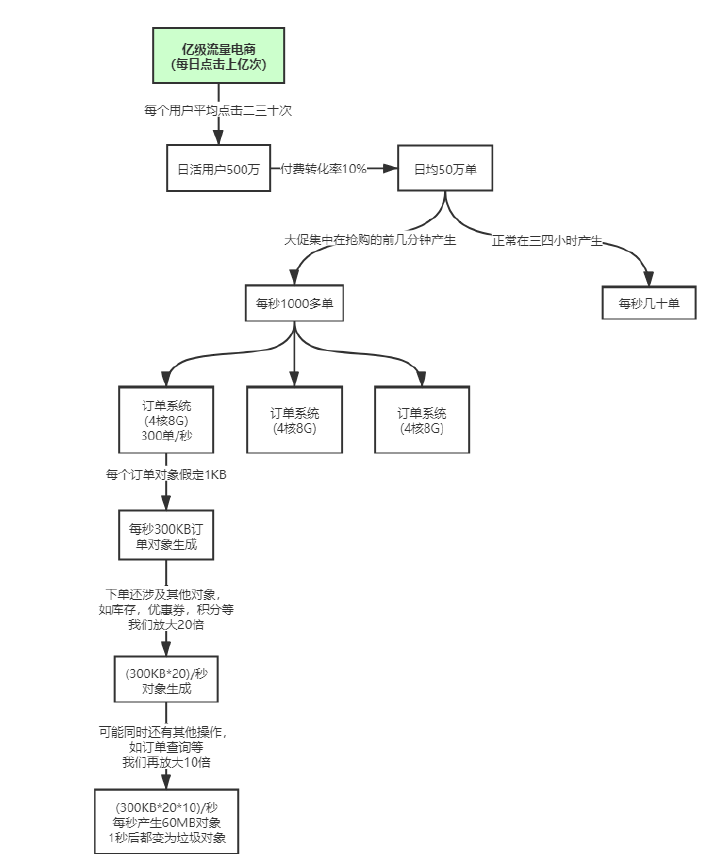 亿级流量电商
(每日点击上亿次)
每个用户平均点击二三十次
日活用户500万
付费转化率10%
日均50万单
大促集中在抢购的前几分钟产生
正常在三四小时产生
每秒1000多单
每秒几十单
订单系统
(4核8G)
300单/秒
订单系统
(4核8G)
订单系统
(4核8G)
每个订单对象假定1KB
每秒300KB订
单对象生成
下单还涉及其他对象，
如库存，优惠券，积分等
我们放大20倍
(300KB*20)/秒
对象生成
可能同时还有其他操作，
如订单查询等
我们再放大10倍
(300KB*20*10)/秒
每秒产生60MB对象
1秒后都变为垃圾对象